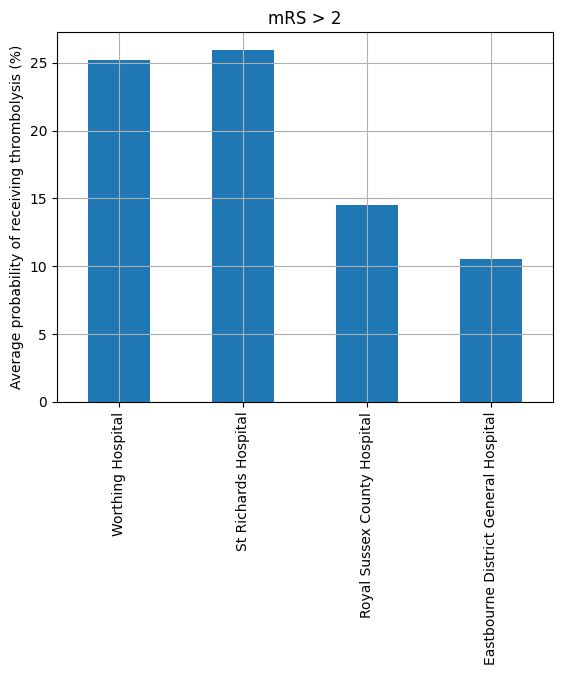 mRS > 2
Average probability of receiving thrombolysis (%)
25
20
15
10
5
0
Worthing Hospital
St Richards Hospital
Royal Sussex County Hospital
Eastbourne District General Hospital